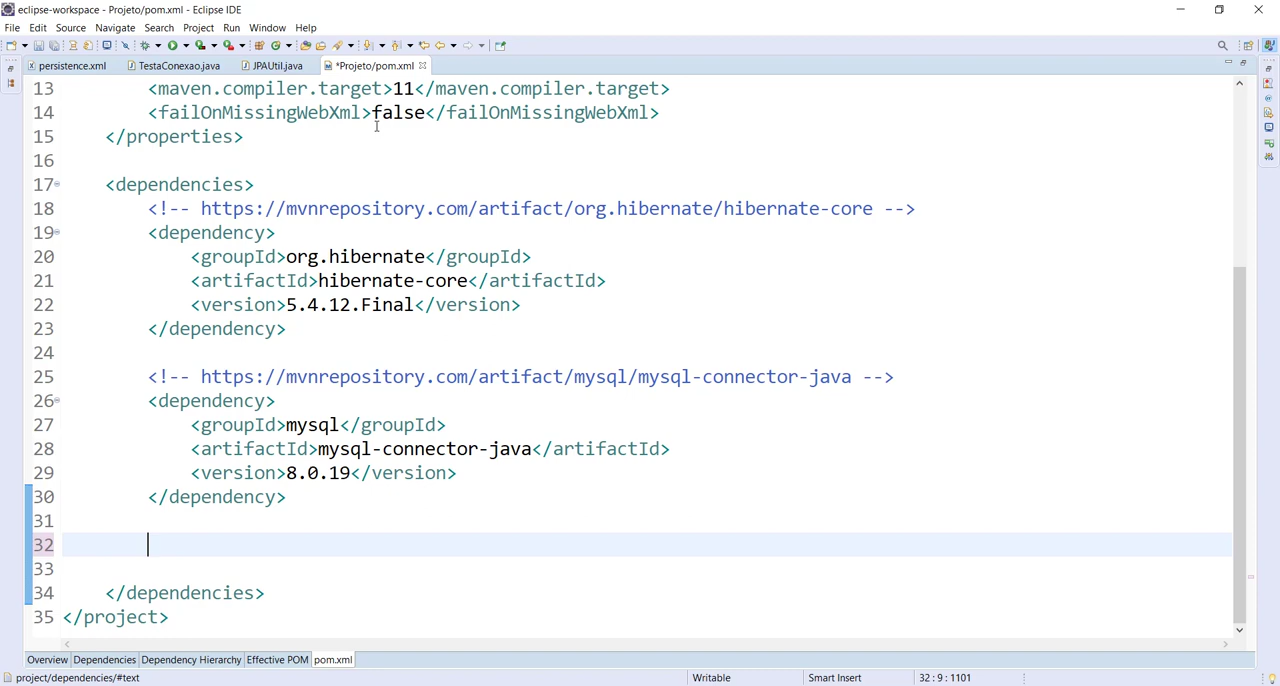 eclipse-workspace - Projeto/pom.xml - Eclipse IDE
File Edit Source Navigate Search Project Run Window Help
persistence.xml TestaConexao.java JPAUtil.java *Projeto/pom.xml
13 <maven.compiler.target>11</maven.compiler.target>
14 <failOnMissingWebXml>false</failOnMissingWebXml>
15 </properties>
16
17 <dependencies>
18 <!-- https://mvnrepository.com/artifact/org.hibernate/hibernate-core -->
19 <dependency>
20 <groupId>org.hibernate</groupId>
21 <artifactId>hibernate-core</artifactId>
22 <version>5.4.12.Final</version>
23 </dependency>
24
25 <!-- https://mvnrepository.com/artifact/mysql/mysql-connector-java -->
26 <dependency>
27 <groupId>mysql</groupId>
28 <artifactId>mysql-connector-java</artifactId>
29 <version>8.0.19</version>
30 </dependency>
31
32
33
34 </dependencies>
35 </project>
Overview Dependencies Dependency Hierarchy Effective POM pom.xml
project/dependencies/#text Writable Smart Insert 32 : 9 : 1101